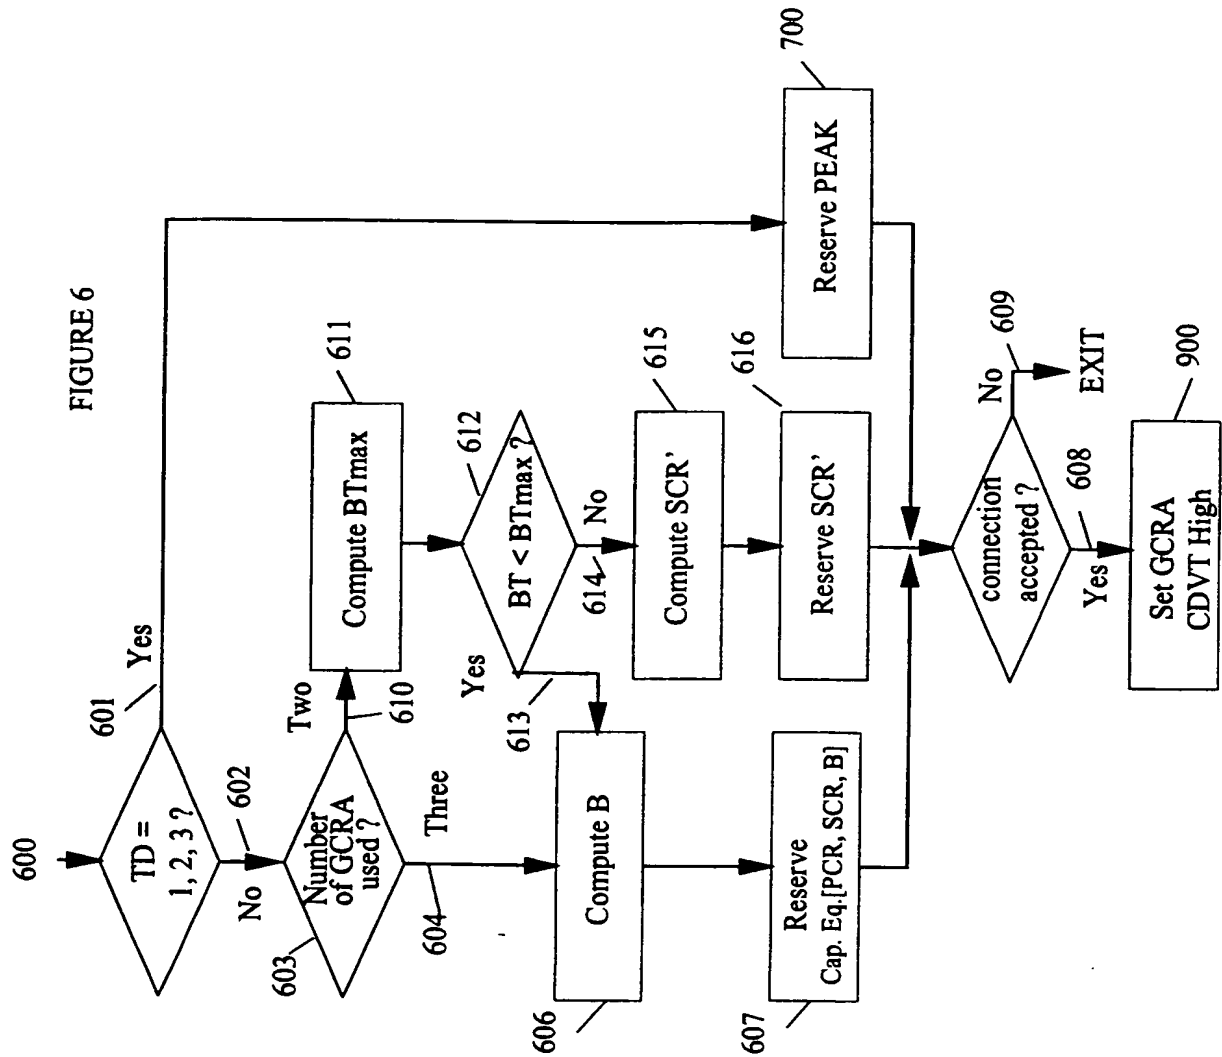 FIGURE 6
600
TD =
1, 2, 3 ?
601
Yes
602
No
603
Number
of GCRA
used ?
Two
610
Three
604
Compute BTmax
611
BT < BTmax ?
612
Yes
613
No
614
Compute B
606
Compute SCR'
615
Reserve
Cap. Eq.[PCR, SCR, B]
607
Reserve SCR'
616
Reserve PEAK
700
connection
accepted ?
No
609
EXIT
Yes
608
Set GCRA
CDVT High
900